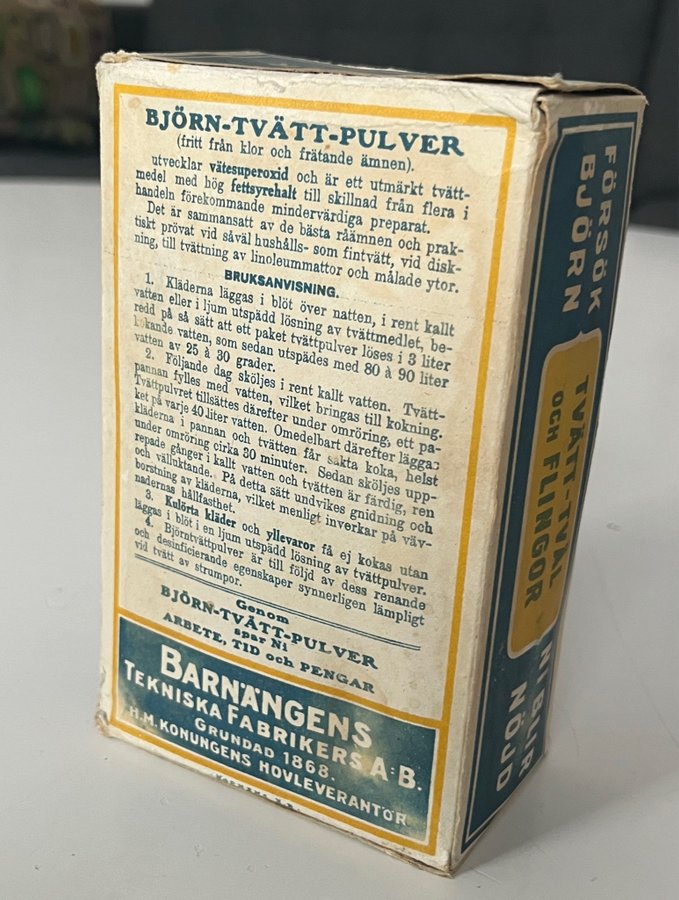 BJÖRN-TVÄTT-PULVER
(fritt från klor och frätande ämnen).
utvecklar vätesuperoxid och är ett utmärkt tvätt-
medel med hög fettsyrehalt till skillnad från flera i
handeln förekommande mindervärdiga preparat.
Det är sammansatt av de bästa råämnen och prak-
tiskt prövat vid såväl hushålls- som fintvätt, vid disk-
ning, till tvättning av linoleummattor och målade ytor.
BRUKSANVISNING.
1. Kläderna läggas i blöt över natten, i rent kallt
vatten eller i ljum utspädd lösning av tvättmedlet, be-
redd på så sätt att ett paket tvättpulver löses i 3 liter
kokande vatten, som sedan utspädes med 80 à 90 liter
vatten av 25 à 30 grader.
2. Följande dag sköljes i rent kallt vatten. Tvätt-
pannan fylles med vatten, vilket bringas till kokning.
Tvättpulvret tillsättes därefter under omröring, ett pa-
ket på varje 40 liter vatten. Omedelbart därefter läggas
kläderna i pannan och tvätten får sakta koka, helst
under omröring cirka 30 minuter. Sedan sköljes upp-
repade gånger i kallt vatten och tvätten är färdig, ren
och välluktande. På detta sätt undvikes gnidning och
borstning av kläderna, vilket menligt inverkar på väv-
nadernas hållfasthet.
3. Kulörta kläder och yllevaror få ej kokas utan
läggas i blöt i en ljum utspädd lösning av tvättpulver.
4. Björntvättpulver är till följd av dess renande
och desinficierande egenskaper synnerligen lämpligt
vid tvätt av strumpor.
Genom
BJÖRN-TVÄTT-PULVER
spar Ni
ARBETE, TID och PENGAR
BARNÄNGENS
TEKNISKA FABRIKERS A.B.
GRUNDAD 1868.
H.M. KONUNGENS HOVLEVERANTÖR
FÖRSÖK
BJÖRN
TVÄTT-TVÅL
OCH FLINGOR
NI BLIR
NÖJD